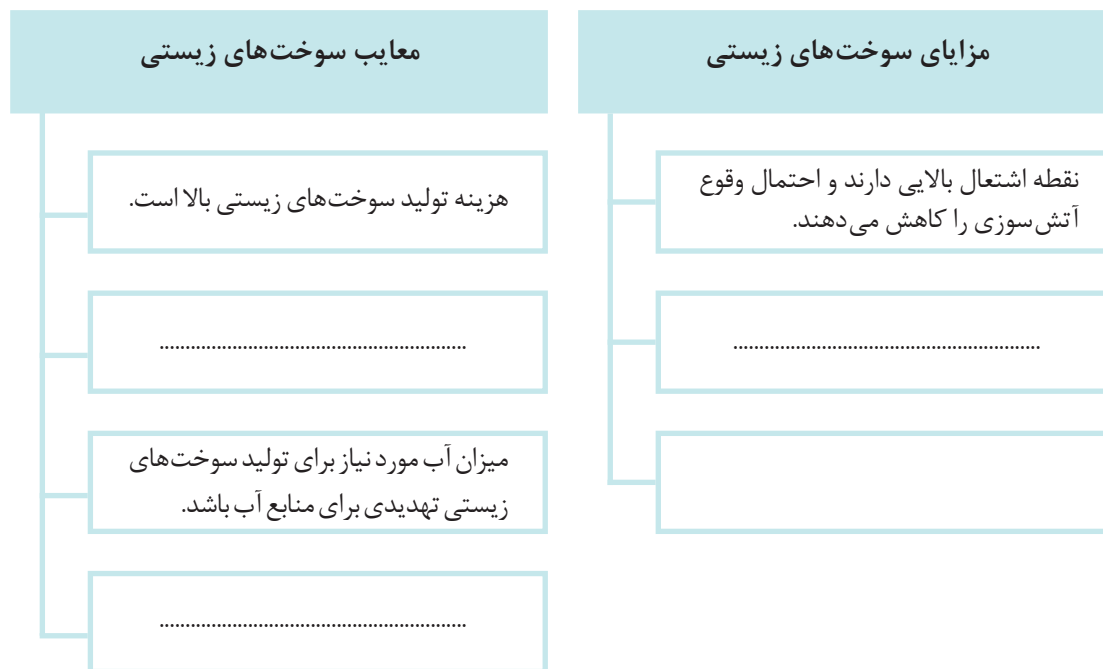 مزایای سوخت‌های زیستی
نقطه اشتعال بالایی دارند و احتمال وقوع
آتش‌سوزی را کاهش می‌دهند.
............................................................
معایب سوخت‌های زیستی
هزینه تولید سوخت‌های زیستی بالا است.
............................................................
میزان آب مورد نیاز برای تولید سوخت‌های
زیستی تهدیدی برای منابع آب باشد.
............................................................